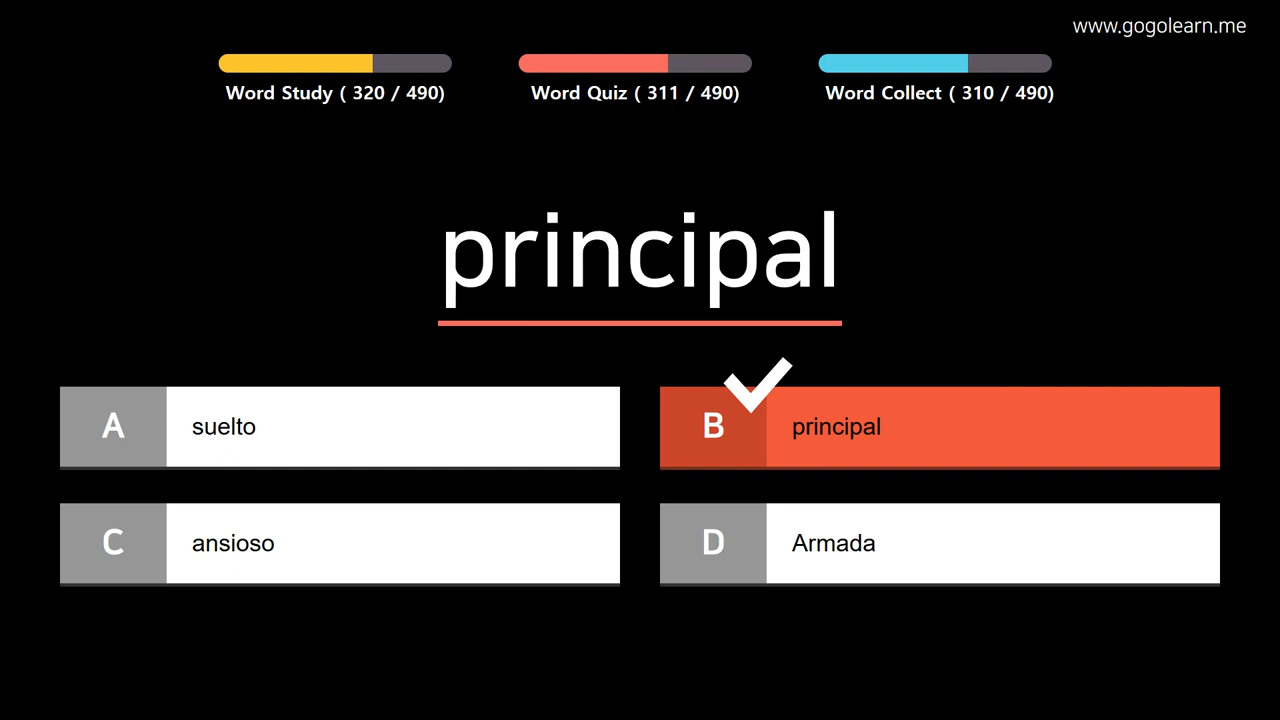 www.gogolearn.me
Word Study ( 320 / 490)
Word Quiz ( 311 / 490)
Word Collect ( 310 / 490)
principal
A suelto
B principal
C ansioso
D Armada